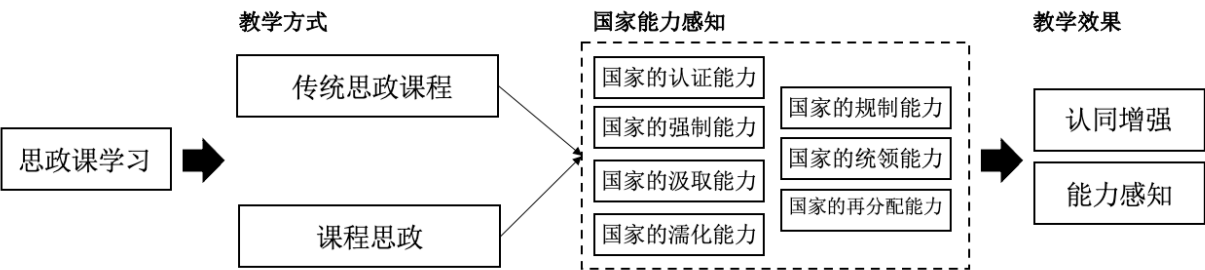 教学方式
国家能力感知
教学效果
思政课学习
传统思政课程
课程思政
国家的认证能力
国家的强制能力
国家的汲取能力
国家的濡化能力
国家的规制能力
国家的统领能力
国家的再分配能力
认同增强
能力感知